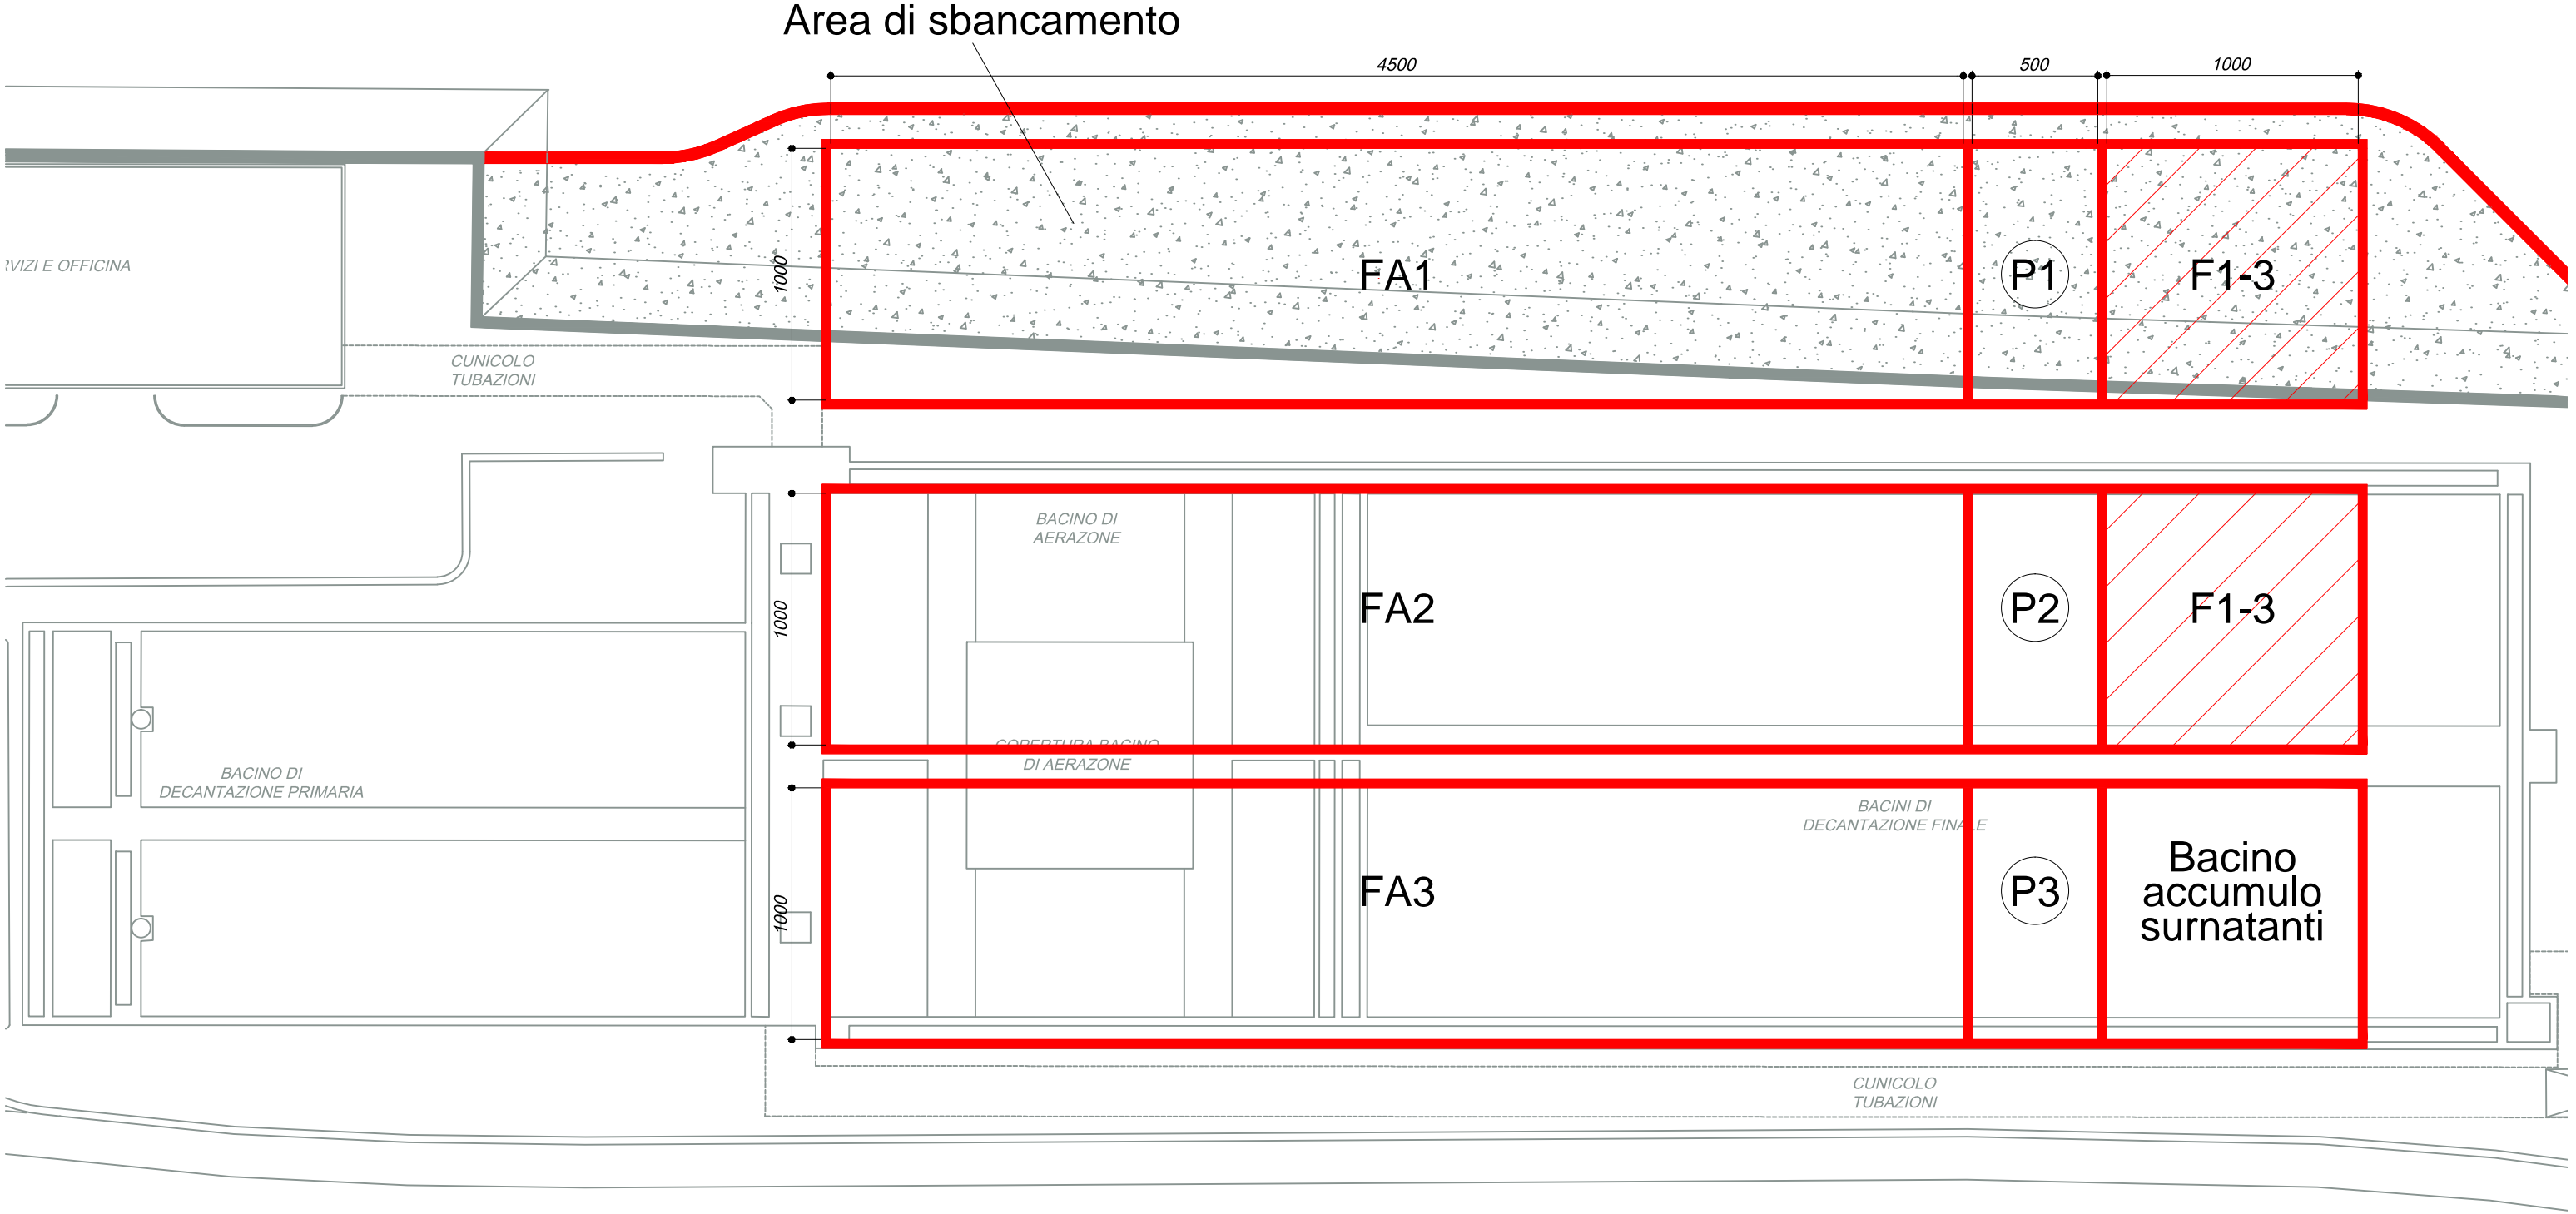 Area di sbancamento
4500
500
1000
RVIZI E OFFICINA
1000
FA1
P1
F1-3
CUNICOLO
TUBAZIONI
BACINO DI
AERAZONE
1000
FA2
P2
F1-3
COPERTURA BACINO
DI AERAZONE
BACINO DI
DECANTAZIONE PRIMARIA
BACINI DI
DECANTAZIONE FINALE
1000
FA3
P3
Bacino
accumulo
surnatanti
CUNICOLO
TUBAZIONI